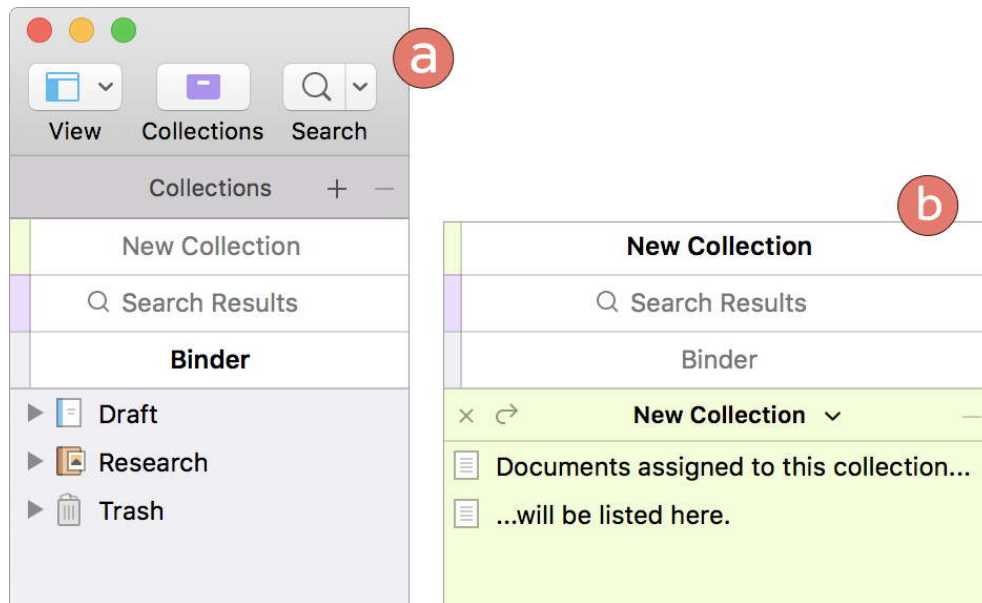 a
View Collections Search
Collections + −
New Collection
Search Results
Binder
Draft
Research
Trash
b
New Collection
Search Results
Binder
New Collection
Documents assigned to this collection...
...will be listed here.